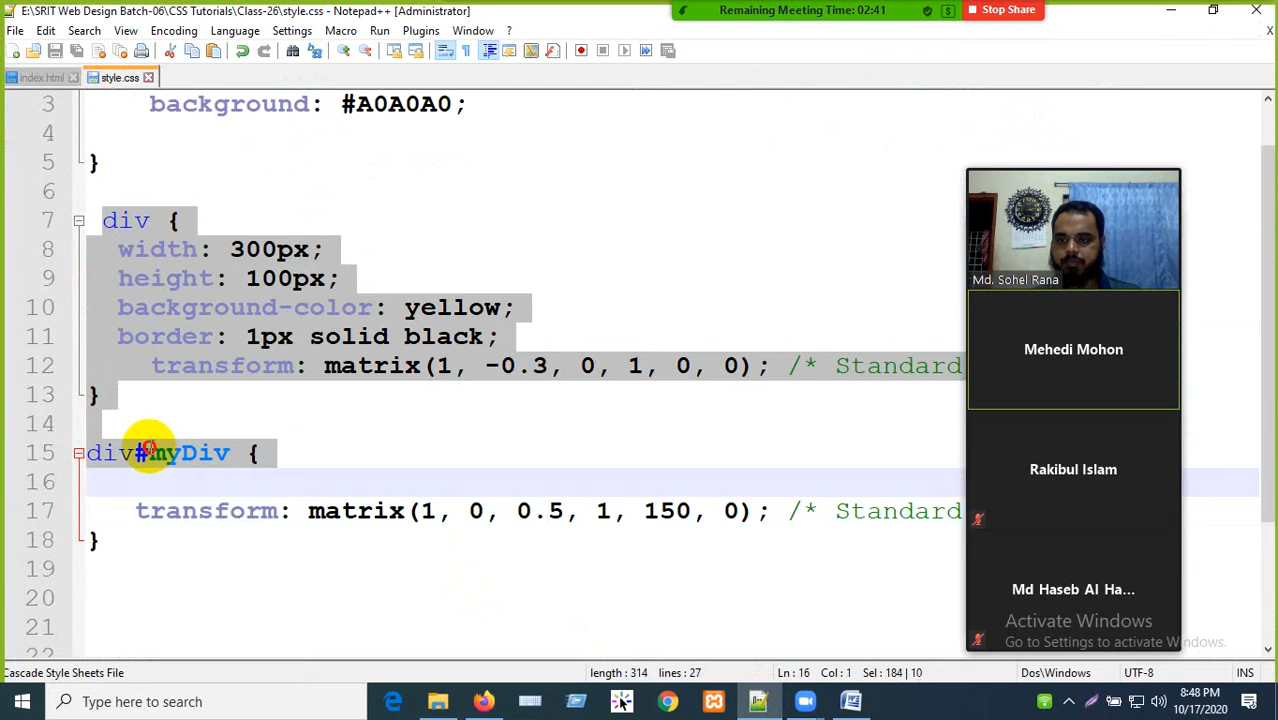 E:\SRIT Web Design Batch-06\CSS Tutorials\Class-26\style.css - Notepad++ [Administrator]
Remaining Meeting Time: 02:41
Stop Share
File Edit Search View Encoding Language Settings Macro Run Plugins Window ?
X
index.html style.css
3 background: #A0A0A0;
4
5 }
6
7 div {
8 width: 300px;
9 height: 100px;
10 background-color: yellow;
11 border: 1px solid black;
12 transform: matrix(1, -0.3, 0, 1, 0, 0); /* Standard
13 }
14
15 div#myDiv {
16
17 transform: matrix(1, 0, 0.5, 1, 150, 0); /* Standard
18 }
19
20
21
22
Md. Sohel Rana
Mehedi Mohon
Rakibul Islam
Md Haseb Al Ha...
Activate Windows
Go to Settings to activate Windows.
Cascade Style Sheets File length : 314 lines : 27 Ln : 16 Col : 1 Sel : 184 | 10 Dos\Windows UTF-8 INS
Type here to search
8:48 PM
10/17/2020